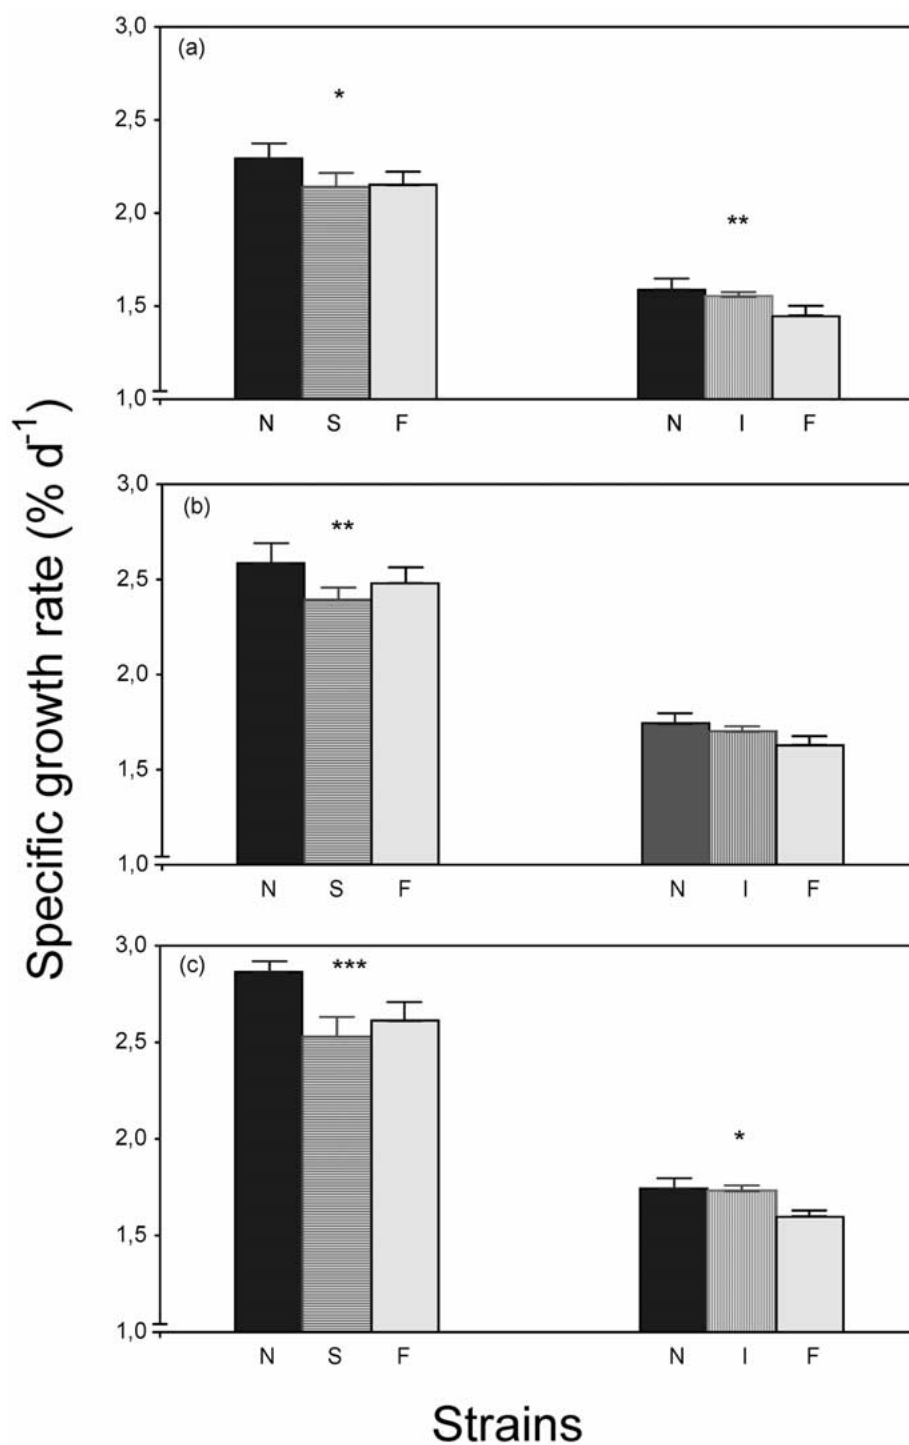 Specific growth rate (% d-1)
(a)
3,0
2,5
2,0
1,5
1,0
*
**
N S F N I F
(b)
3,0
2,5
2,0
1,5
1,0
**
N S F N I F
(c)
3,0
2,5
2,0
1,5
1,0
***
*
N S F N I F
Strains